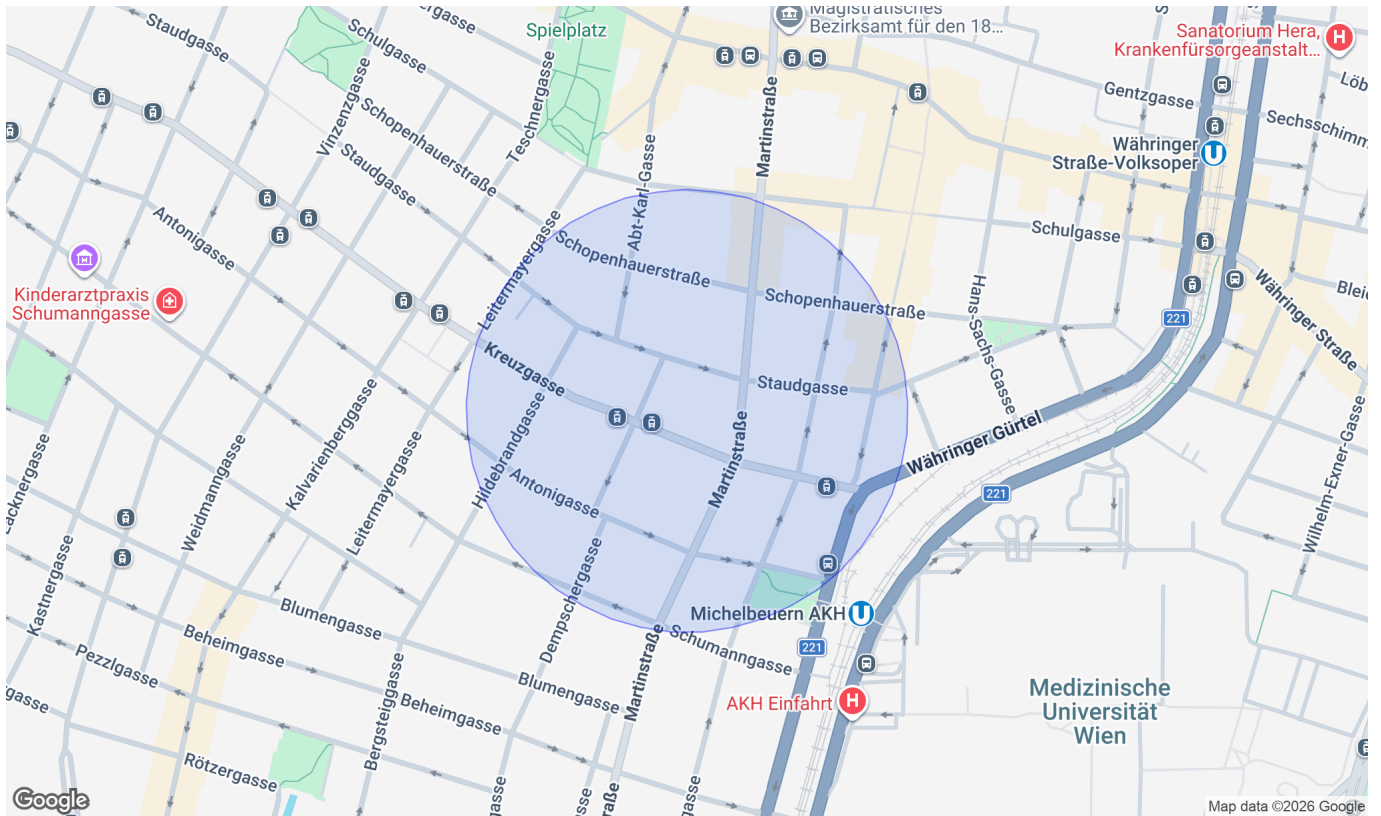 Magistratisches
Bezirksamt für den 18...
Spielplatz
Sanatorium Hera,
Krankenfürsorgeanstalt...
H
Staudgasse
Schulgasse
Vinzenzgasse
Teschnergasse
Martinstraße
Gentzgasse
Sechsschimm
Währinger
Straße-Volksoper
U
Schopenhauerstraße
Staudgasse
Abt-Karl-Gasse
Antonigasse
Leitermayergasse
Schopenhauerstraße
Schulgasse
Währinger Straße
Kinderarztpraxis
Schumanngasse
Schopenhauerstraße
Hans-Sachs-Gasse
221
Kreuzgasse
Staudgasse
Hildebrandgasse
Martinstraße
Währinger Gürtel
Kalvarienberggasse
Weidmanngasse
Leitermayergasse
Antonigasse
221
Wilhelm-Exner-Gasse
Kastnergasse
Dempschergasse
Michelbeuern AKH
U
Blumengasse
Beheimgasse
Pezzlgasse
Schumanngasse
221
Martinstraße
Blumengasse
Beheimgasse
Bergsteiggasse
AKH Einfahrt
H
Medizinische
Universität
Wien
Rötzergasse
Google
Map data ©2026 Google